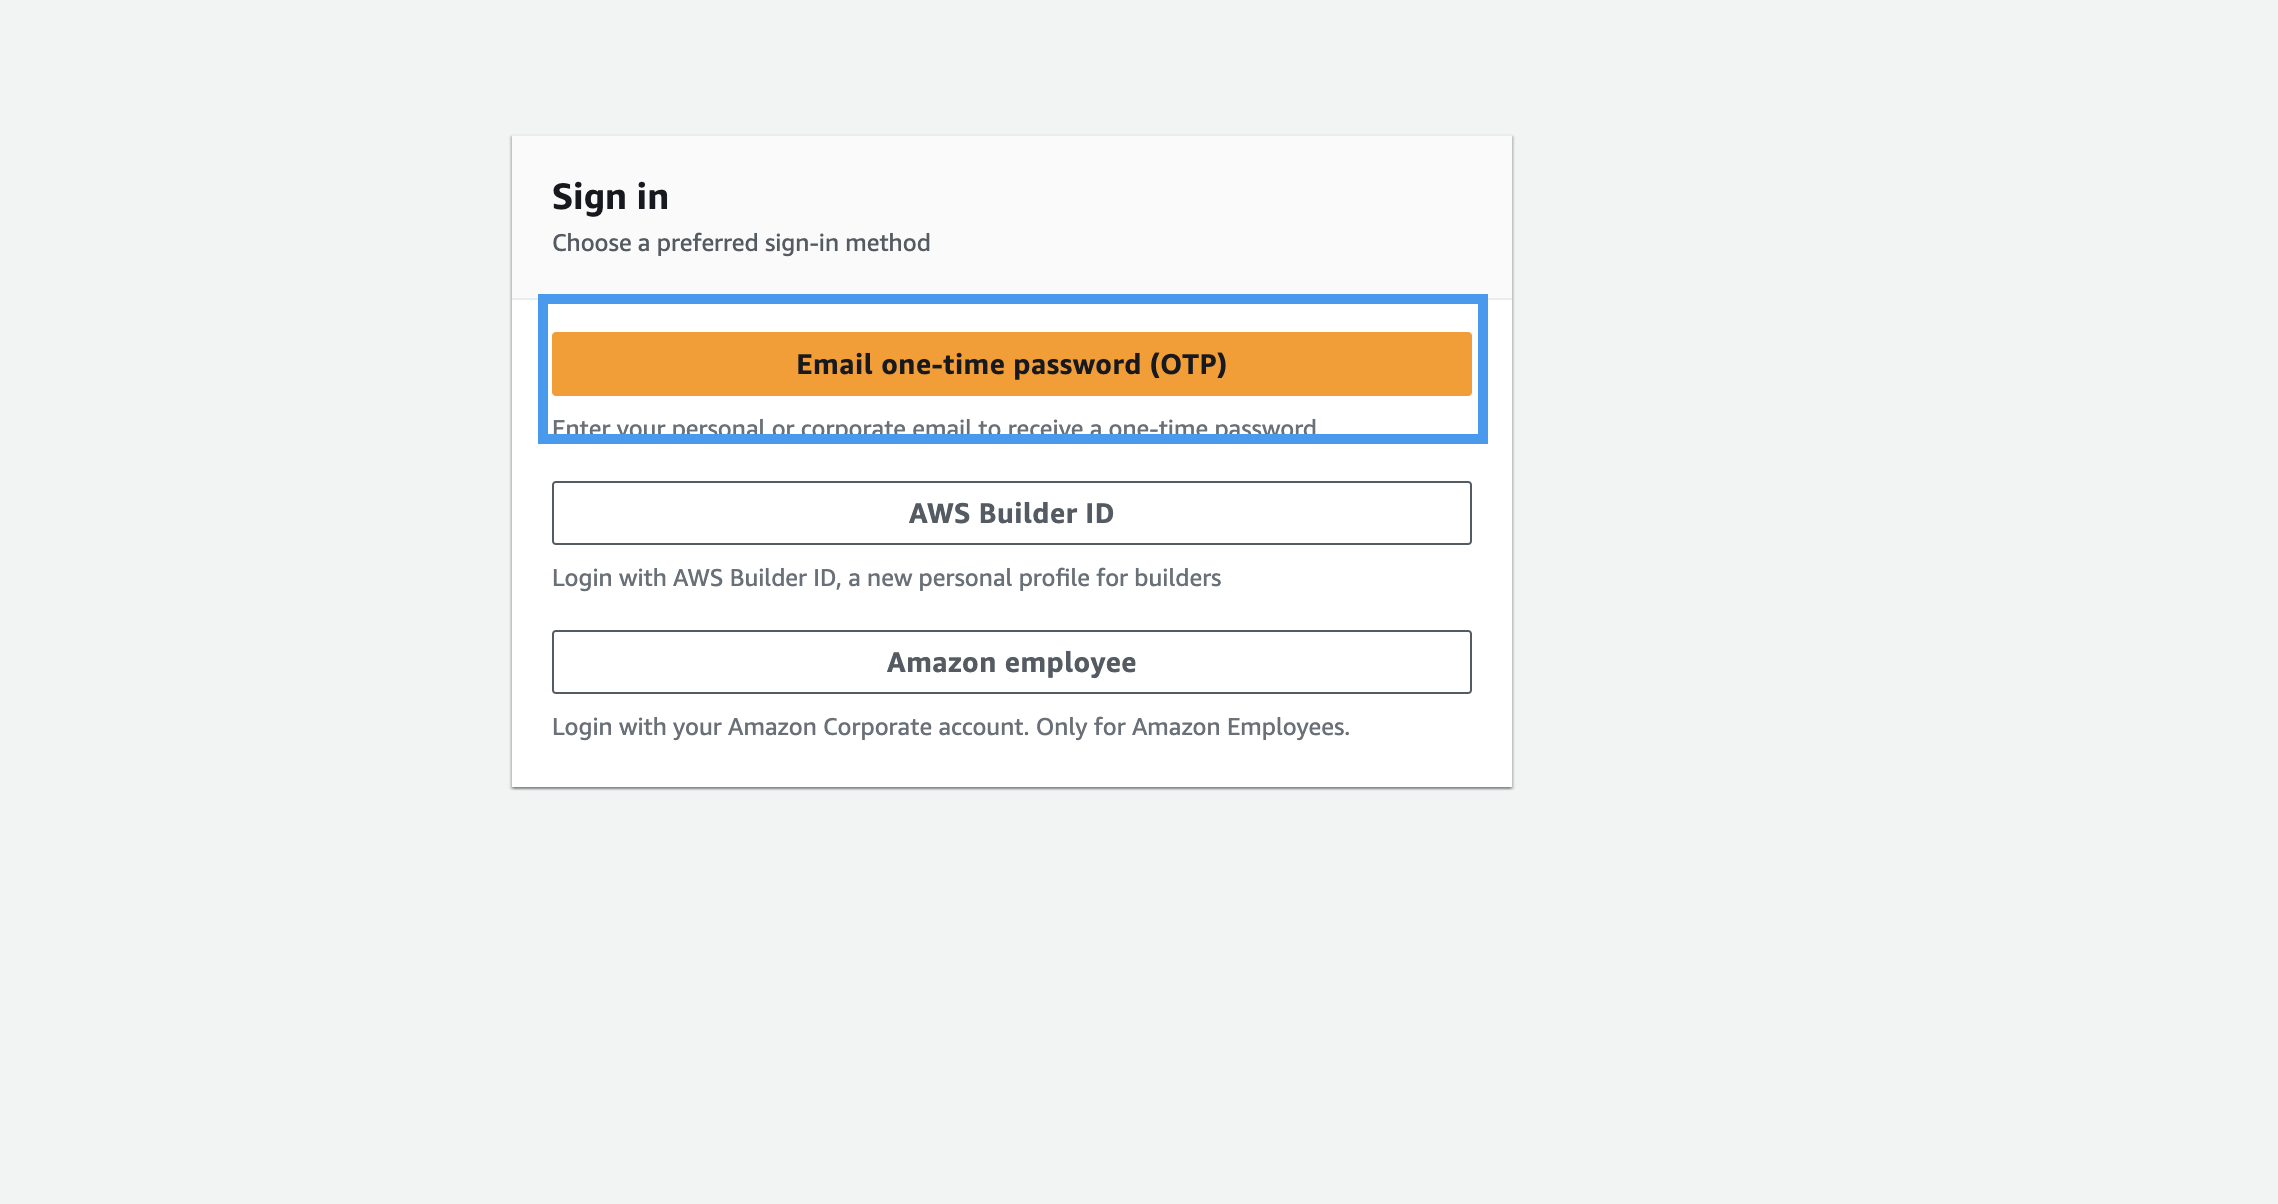 Sign in
Choose a preferred sign-in method
Email one-time password (OTP)
Enter your personal or corporate email to receive a one-time password
AWS Builder ID
Login with AWS Builder ID, a new personal profile for builders
Amazon employee
Login with your Amazon Corporate account. Only for Amazon Employees.